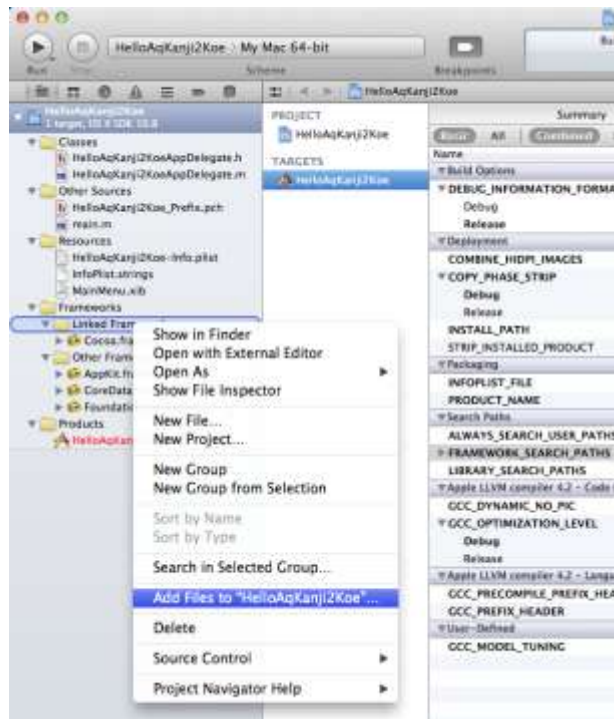 HelloAqKanji2Koe
My Mac 64-bit
Run
Scheme
Breakpoints
HelloAqKanji2Koe
HelloAqKanji2Koe
1 target, OS X SDK 10.8
Classes
HelloAqKanji2KoeAppDelegate.h
HelloAqKanji2KoeAppDelegate.m
Other Sources
HelloAqKanji2Koe_Prefix.pch
main.m
Resources
HelloAqKanji2Koe-Info.plist
InfoPlist.strings
MainMenu.xib
Frameworks
Linked Fram
Cocoa.fra
Other Fram
AppKit.fr
CoreData
Foundatio
Products
HelloAqKan
PROJECT
HelloAqKanji2Koe
TARGETS
HelloAqKanji2Koe
Show in Finder
Open with External Editor
Open As
Show File Inspector
New File...
New Project...
New Group
New Group from Selection
Sort by Name
Sort by Type
Search in Selected Group...
Add Files to "HelloAqKanji2Koe"...
Delete
Source Control
Project Navigator Help
Summary
Basic All Combined
Name
Build Options
DEBUG_INFORMATION_FORMA
Debug
Release
Deployment
COMBINE_HIDPI_IMAGES
COPY_PHASE_STRIP
Debug
Release
INSTALL_PATH
STRIP_INSTALLED_PRODUCT
Packaging
INFOPLIST_FILE
PRODUCT_NAME
Search Paths
ALWAYS_SEARCH_USER_PATHS
FRAMEWORK_SEARCH_PATHS
LIBRARY_SEARCH_PATHS
Apple LLVM compiler 4.2 - Code
GCC_DYNAMIC_NO_PIC
GCC_OPTIMIZATION_LEVEL
Debug
Release
Apple LLVM compiler 4.2 - Langua
GCC_PRECOMPILE_PREFIX_HEA
GCC_PREFIX_HEADER
User-Defined
GCC_MODEL_TUNING